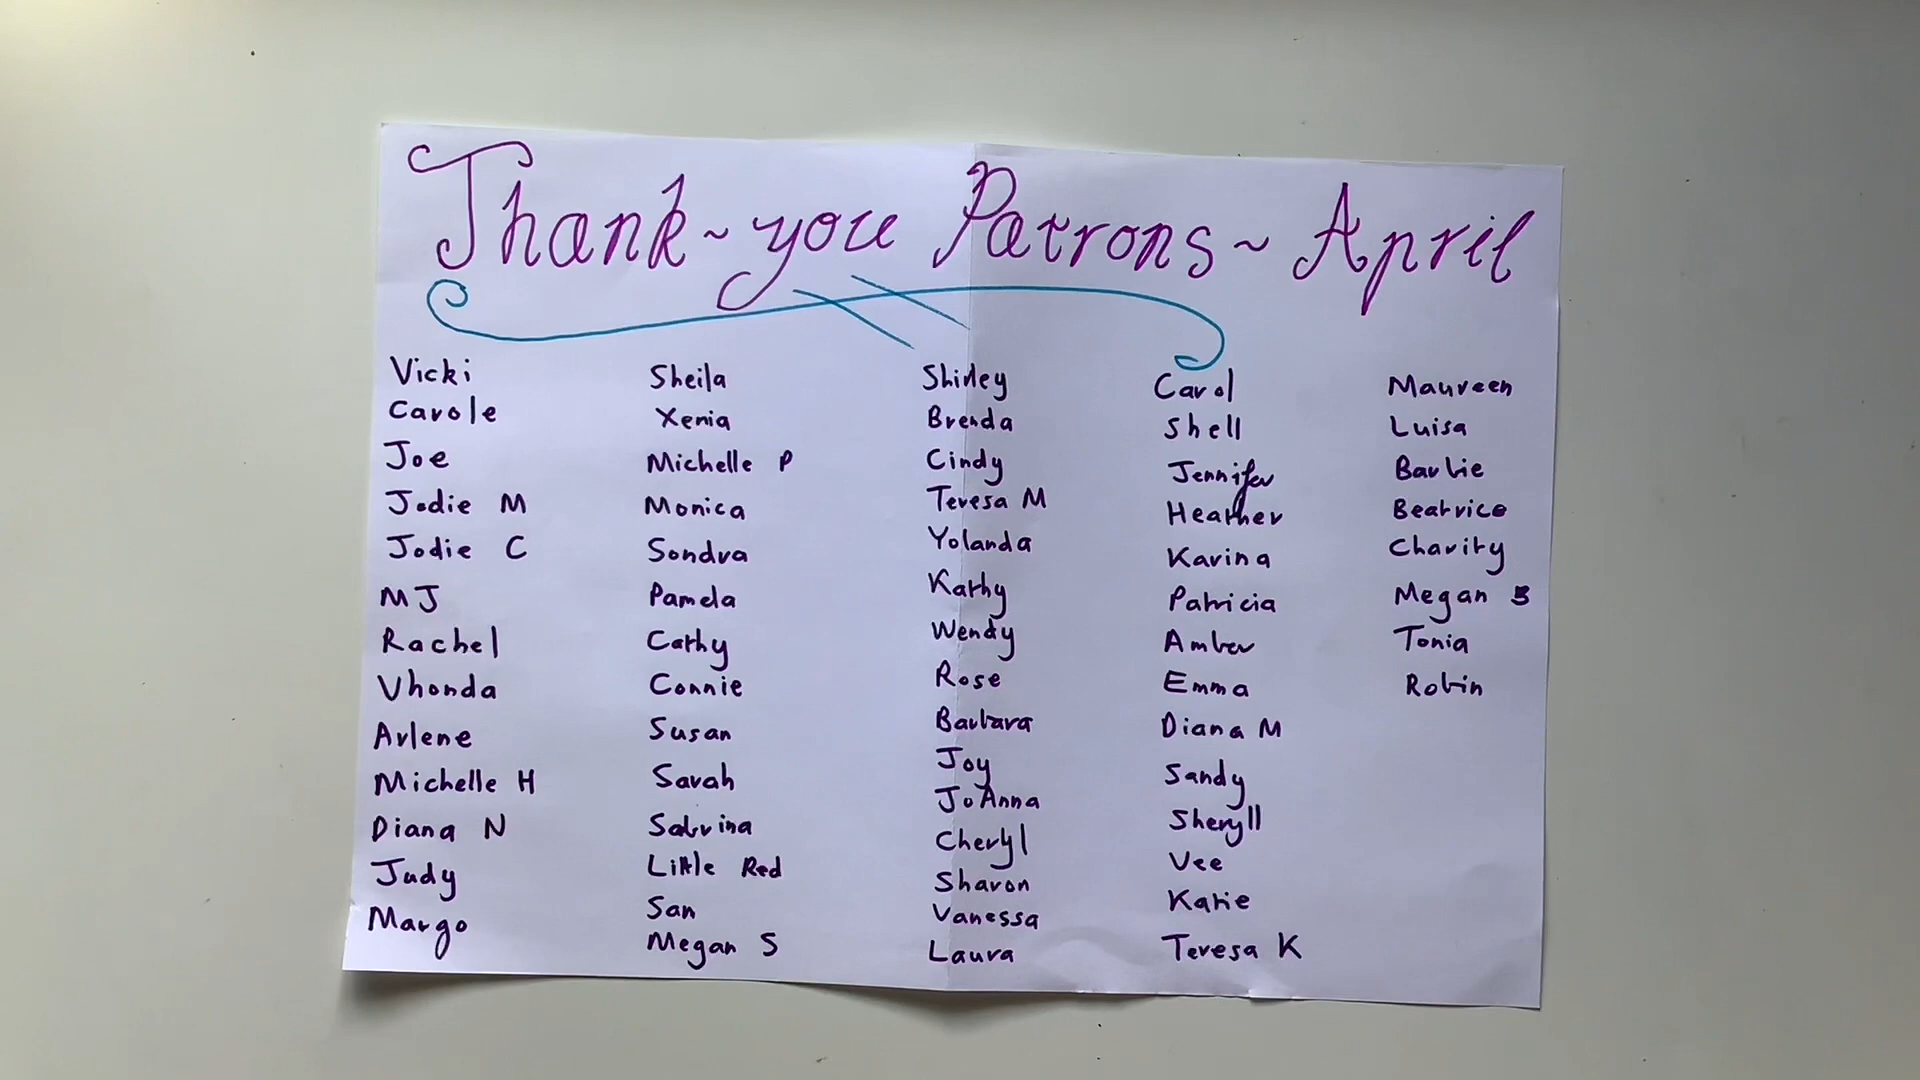 Thank~you Patrons~April
Vicki
Carole
Joe
Jodie M
Jodie C
MJ
Rachel
Vhonda
Arlene
Michelle H
Diana N
Judy
Margo
Sheila
Xenia
Michelle P
Monica
Sondra
Pamela
Cathy
Connie
Susan
Sarah
Sabrina
Little Red
San
Megan S
Shirley
Brenda
Cindy
Teresa M
Yolanda
Kathy
Wendy
Rose
Barbara
Joy
JoAnna
Cheryl
Sharon
Vanessa
Laura
Carol
Shell
Jennifer
Heather
Karina
Patricia
Amber
Emma
Diana M
Sandy
Sheryll
Vee
Katie
Teresa K
Maureen
Luisa
Barbie
Beatrice
Charity
Megan B
Tonia
Robin